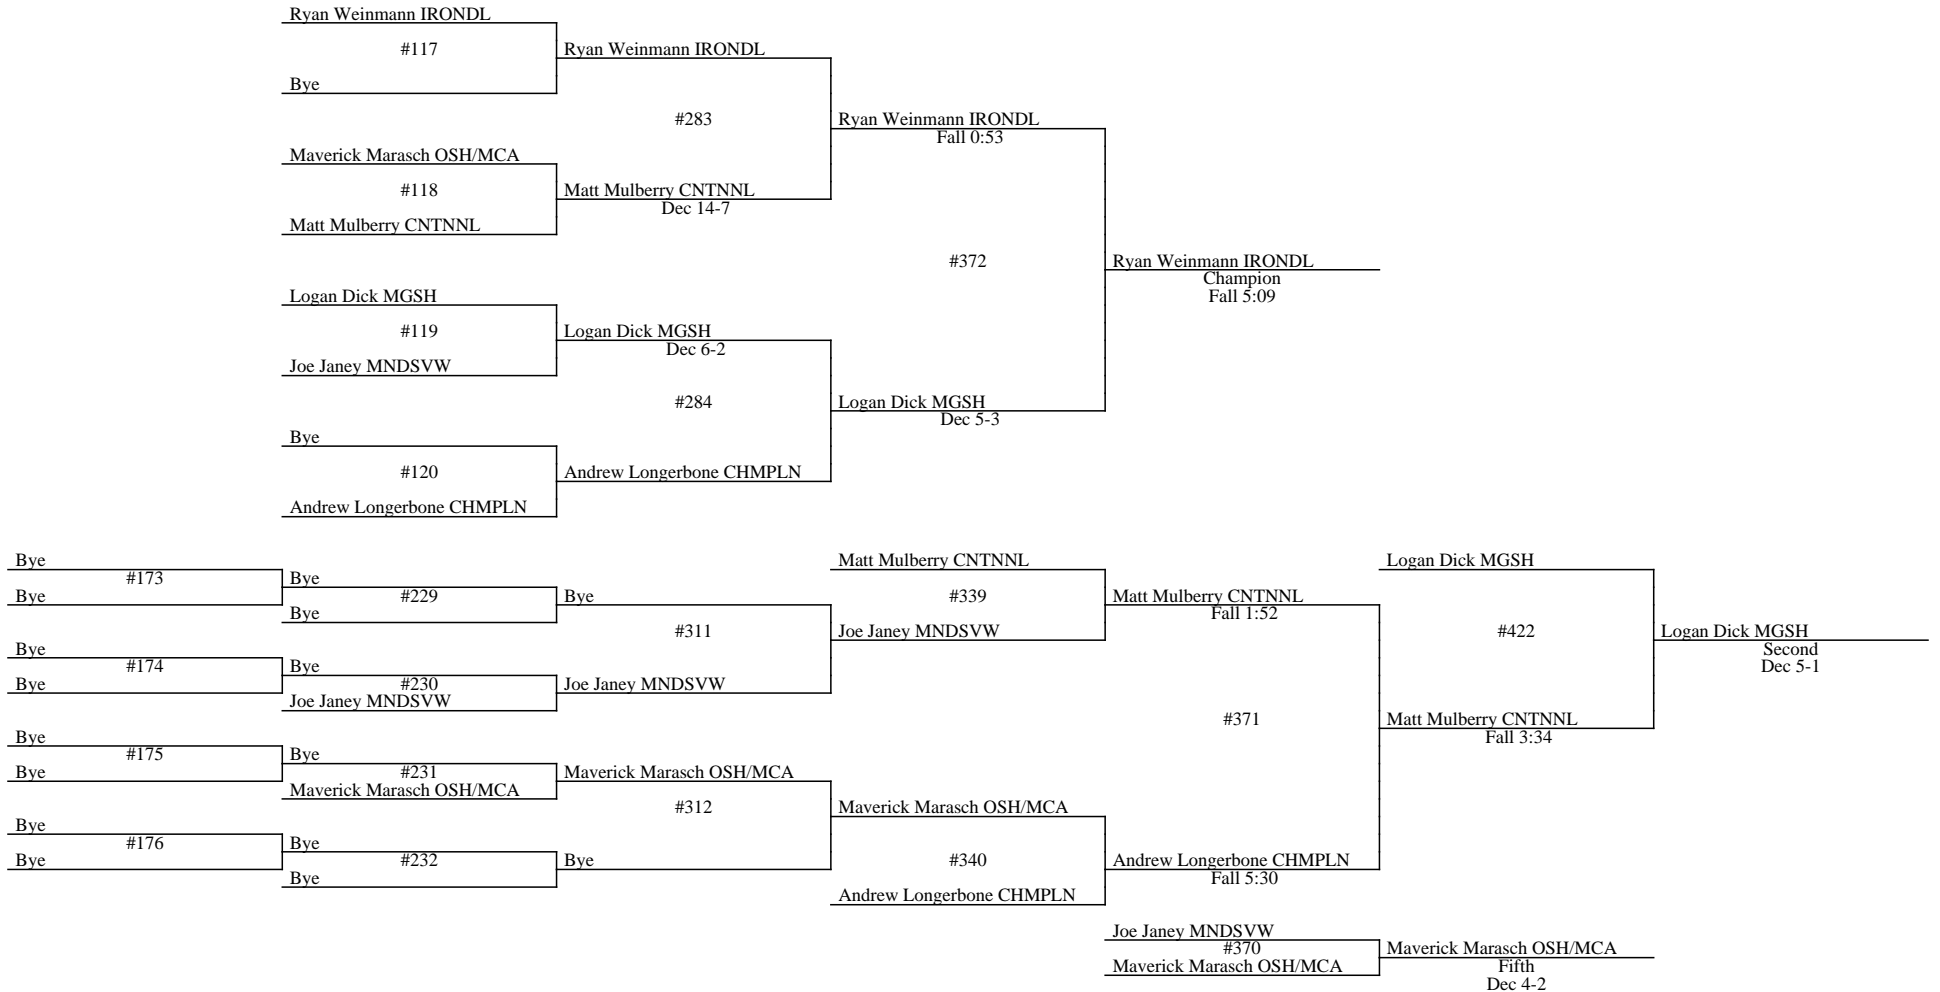 Ryan Weinmann IRONDL
#117
Ryan Weinmann IRONDL
Bye
#283
Ryan Weinmann IRONDL
Fall 0:53
Maverick Marasch OSH/MCA
#118
Matt Mulberry CNTNNL
Dec 14-7
Matt Mulberry CNTNNL
#372
Ryan Weinmann IRONDL
Champion
Fall 5:09
Logan Dick MGSH
#119
Logan Dick MGSH
Dec 6-2
Joe Janey MNDSVW
#284
Logan Dick MGSH
Dec 5-3
Bye
#120
Andrew Longerbone CHMPLN
Andrew Longerbone CHMPLN
Bye
#173
Bye
Bye
#229
Bye
Bye
#311
Bye
#174
Bye
Bye
#230
Joe Janey MNDSVW
Joe Janey MNDSVW
Matt Mulberry CNTNNL
#339
Joe Janey MNDSVW
Matt Mulberry CNTNNL
Fall 1:52
Logan Dick MGSH
#422
Logan Dick MGSH
Second
Dec 5-1
#371
Matt Mulberry CNTNNL
Fall 3:34
Bye
#175
Bye
Bye
#231
Maverick Marasch OSH/MCA
Maverick Marasch OSH/MCA
#312
Maverick Marasch OSH/MCA
Bye
#176
Bye
Bye
#232
Bye
Bye
#340
Andrew Longerbone CHMPLN
Andrew Longerbone CHMPLN
Fall 5:30
Joe Janey MNDSVW
#370
Maverick Marasch OSH/MCA
Maverick Marasch OSH/MCA
Fifth
Dec 4-2